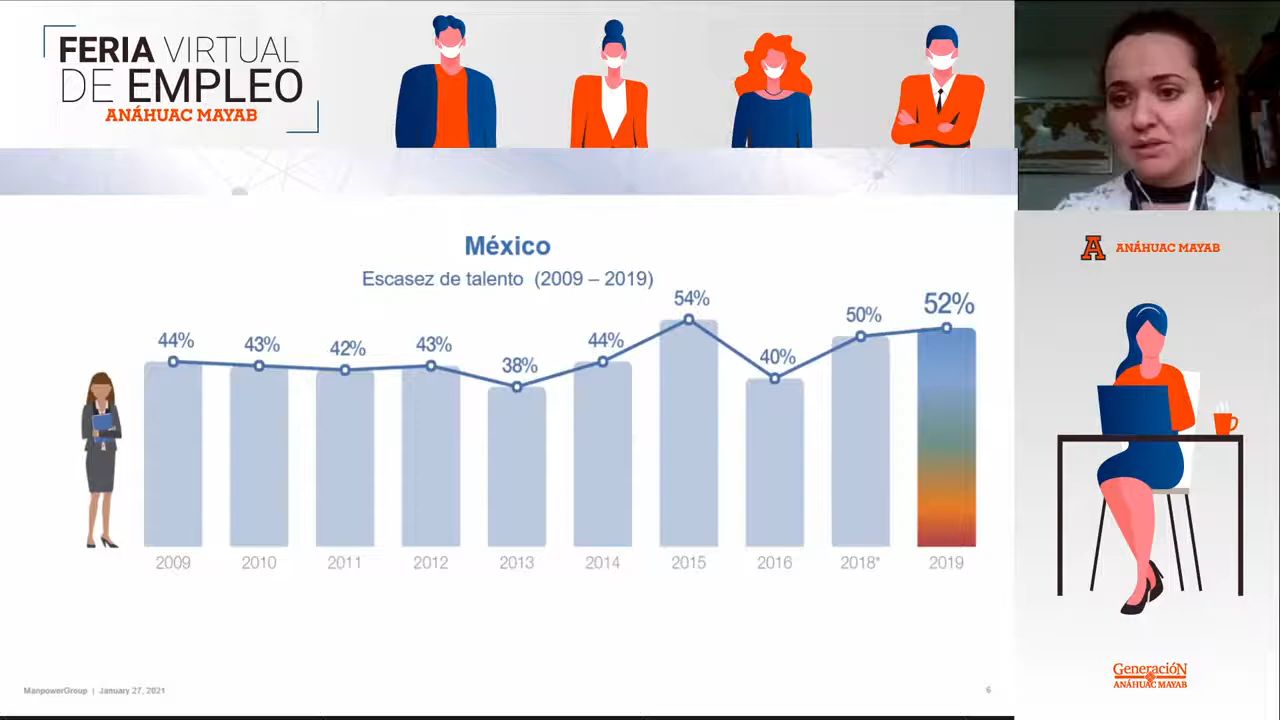 FERIA VIRTUAL
DE EMPLEO
ANÁHUAC MAYAB
A ANÁHUAC MAYAB
México
Escasez de talento (2009 – 2019)
44%
43%
42%
43%
38%
44%
54%
40%
50%
52%
2009
2010
2011
2012
2013
2014
2015
2016
2018*
2019
ManpowerGroup | January 27, 2021
6
GeneracióN
ANÁHUAC MAYAB